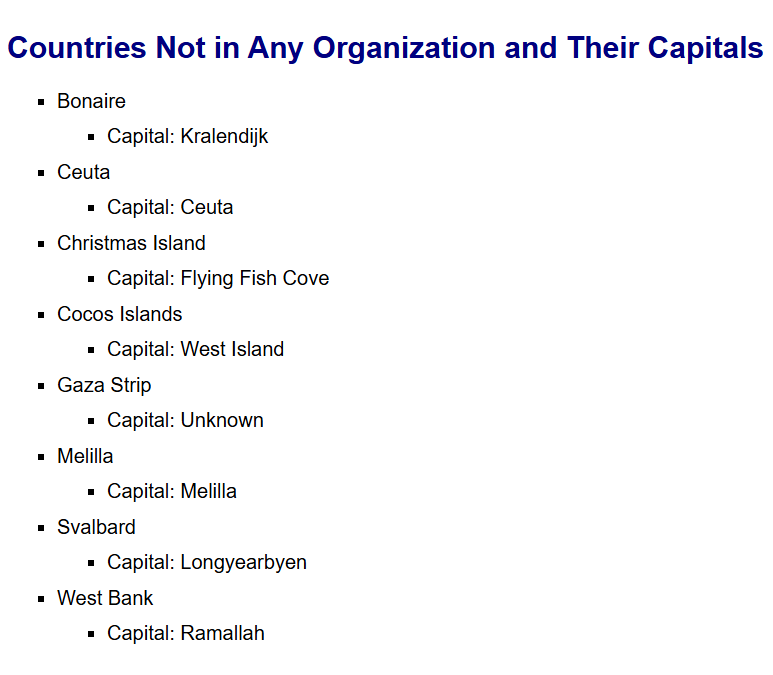 Countries Not in Any Organization and Their Capitals
Bonaire
Capital: Kralendijk
Ceuta
Capital: Ceuta
Christmas Island
Capital: Flying Fish Cove
Cocos Islands
Capital: West Island
Gaza Strip
Capital: Unknown
Melilla
Capital: Melilla
Svalbard
Capital: Longyearbyen
West Bank
Capital: Ramallah